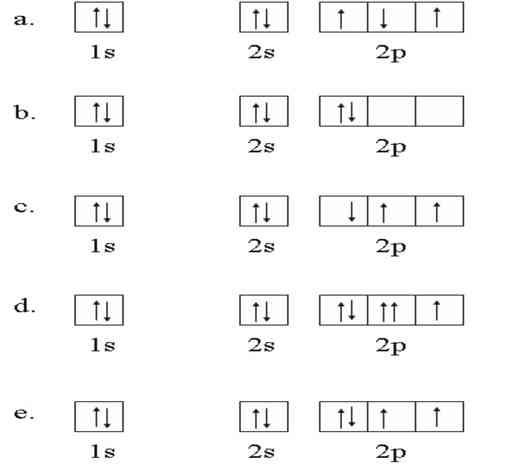 a. ↑↓ ↑↓ ↑ ↓ ↑
1s 2s 2p
b. ↑↓ ↑↓ ↑↓
1s 2s 2p
c. ↑↓ ↑↓ ↓ ↑ ↑
1s 2s 2p
d. ↑↓ ↑↓ ↑↓ ↑↑ ↑
1s 2s 2p
e. ↑↓ ↑↓ ↑↓ ↑ ↑
1s 2s 2p